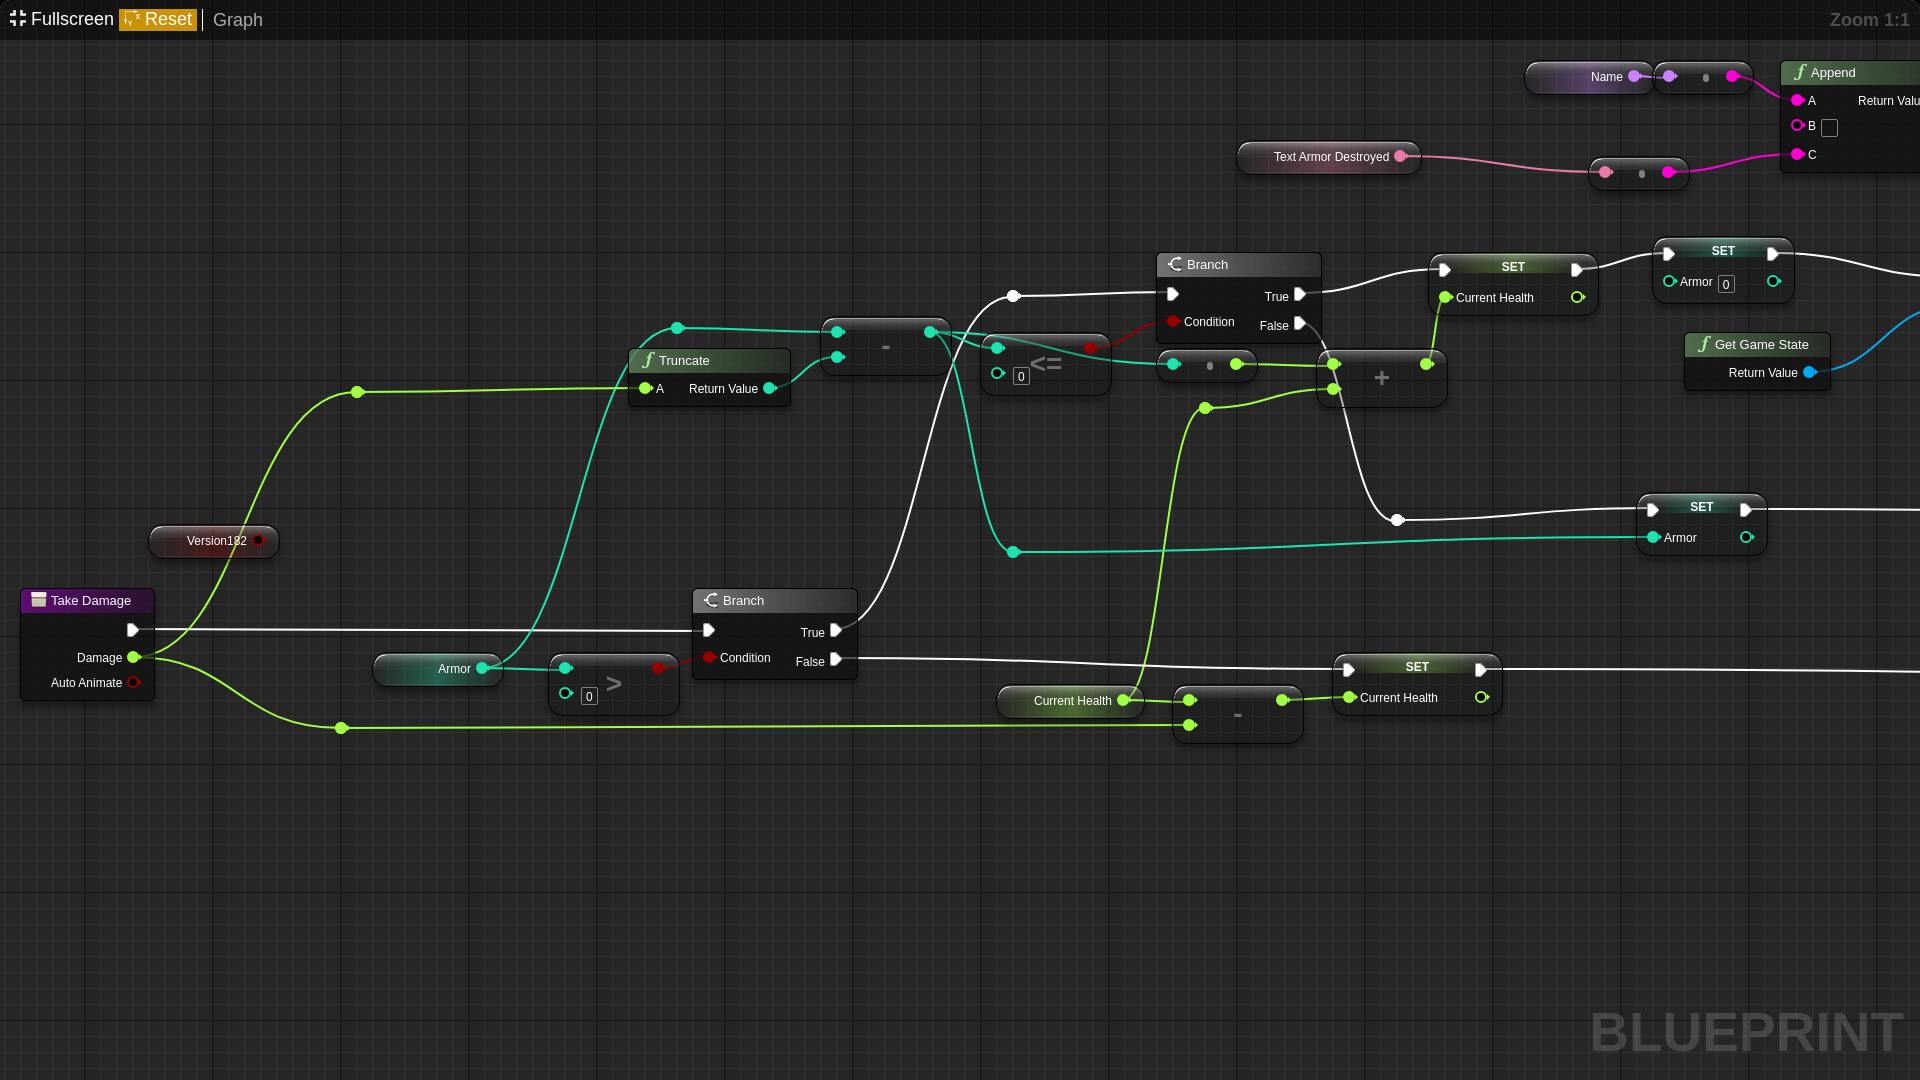 Fullscreen Reset Graph Zoom 1:1
Name
Append
A Return Valu
B
C
Text Armor Destroyed
SET
Armor 0
Branch
True
Condition
False
SET
Current Health
Truncate
A Return Value
-
<=
0
+
Get Game State
Return Value
SET
Armor
Version182
Take Damage
Damage
Auto Animate
Armor
>
0
Branch
True
Condition
False
Current Health
-
SET
Current Health
BLUEPRINT